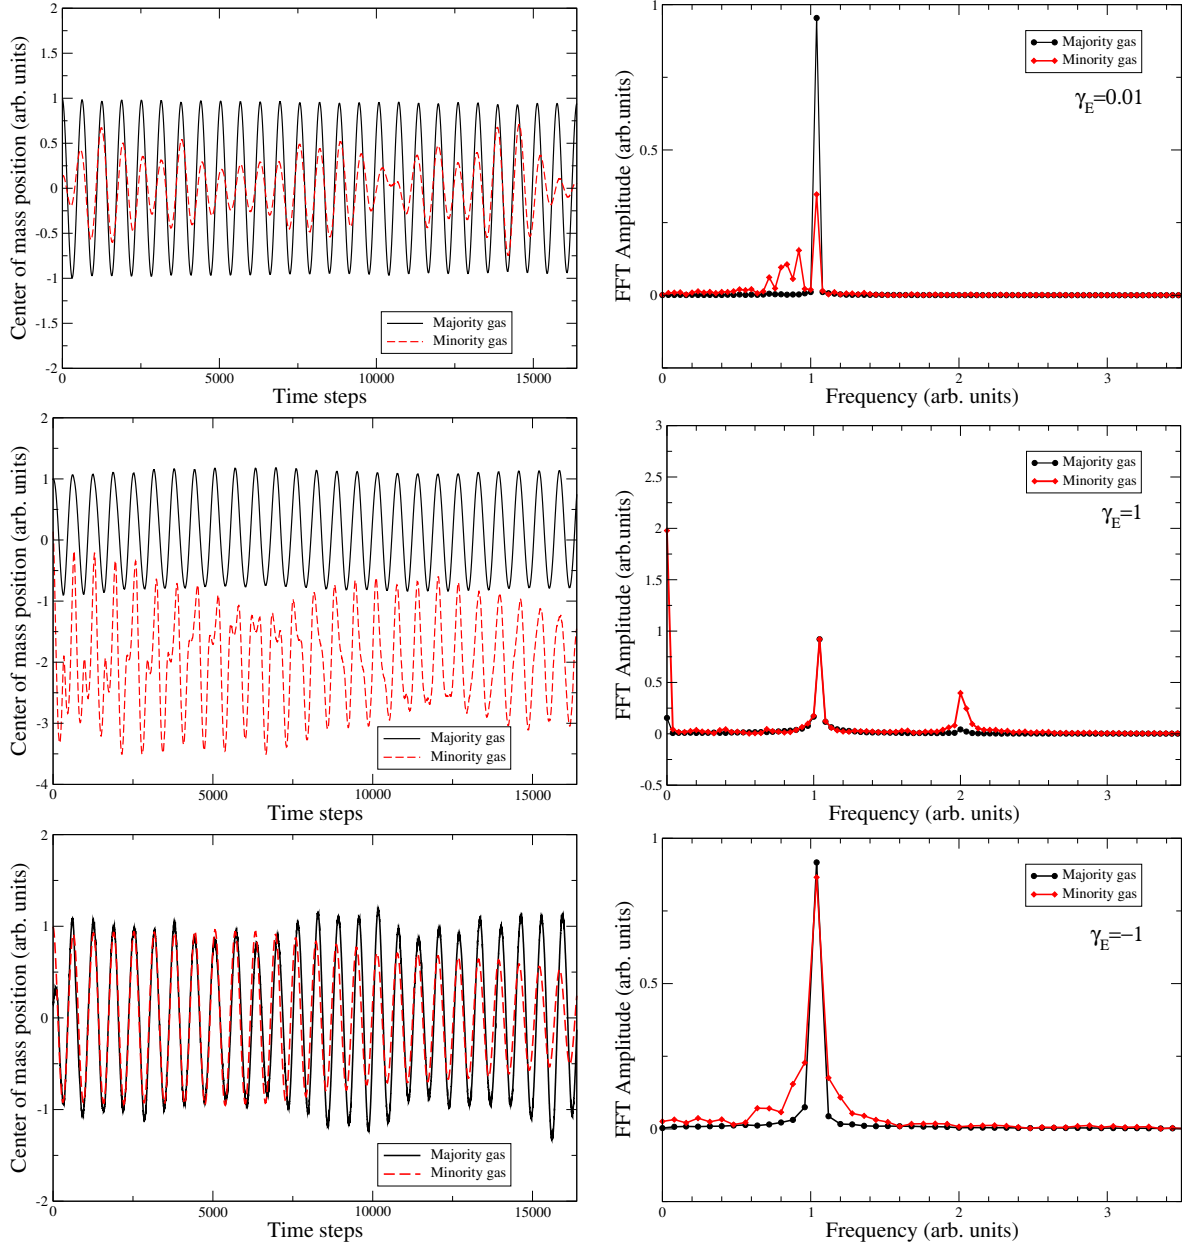 2
1.5
1
0.5
0
-0.5
-1
-1.5
-2
0
5000
10000
15000
Center of mass position (arb. units)
Time steps
Majority gas
Minority gas
1
0.5
0
0
1
2
3
FFT Amplitude (arb.units)
Frequency (arb. units)
Majority gas
Minority gas
γE=0.01
2
1
0
-1
-2
-3
-4
0
5000
10000
15000
Center of mass position (arb. units)
Time steps
Majority gas
Minority gas
3
2.5
2
1.5
1
0.5
0
-0.5
0
1
2
3
FFT Amplitude (arb.units)
Frequency (arb. units)
Majority gas
Minority gas
γE=1
2
1
0
-1
-2
0
5000
10000
15000
Center of mass position (arb. units)
Time steps
Majority gas
Minority gas
1
0.5
0
0
1
2
3
FFT Amplitude (arb. units)
Frequency (arb. units)
Majority gas
Minority gas
γE=−1